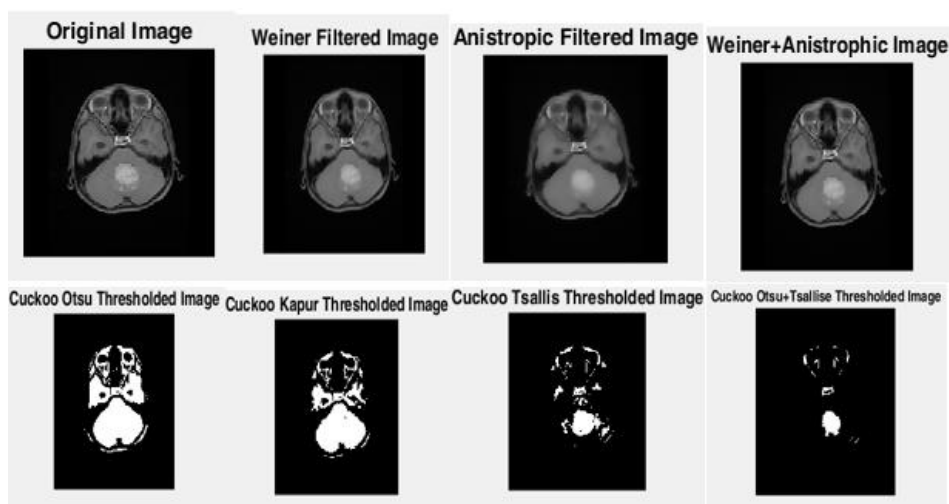 Original Image
Weiner Filtered Image
Anistropic Filtered Image
Weiner+Anistrophic Image
Cuckoo Otsu Thresholded Image
Cuckoo Kapur Thresholded Image
Cuckoo Tsallis Thresholded Image
Cuckoo Otsu+Tsallise Thresholded Image